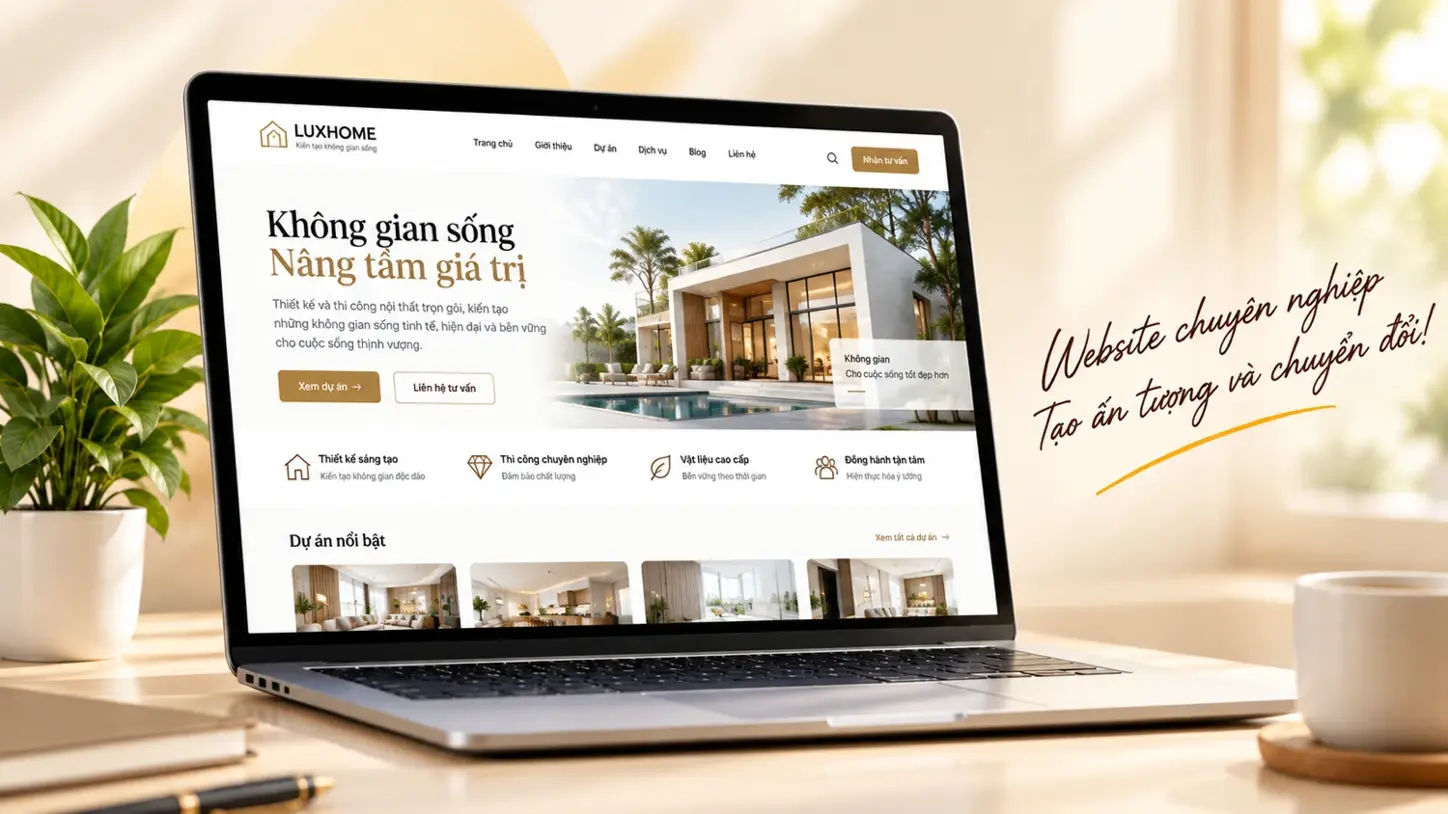 LUXHOME
Kiến tạo không gian sống
Trang chủ
Giới thiệu
Dự án
Dịch vụ
Blog
Liên hệ
Nhận tư vấn
Không gian sống
Nâng tầm giá trị
Thiết kế và thi công nội thất trọn gói, kiến tạo
những không gian sống tinh tế, hiện đại và bền vững
cho cuộc sống thịnh vượng.
Xem dự án →
Liên hệ tư vấn
Không gian
Cho cuộc sống tốt đẹp hơn
Thiết kế sáng tạo
Kiến tạo không gian độc đáo
Thi công chuyên nghiệp
Đảm bảo chất lượng
Vật liệu cao cấp
Bền vững theo thời gian
Đồng hành tận tâm
Hiện thực hóa ý tưởng
Dự án nổi bật
Xem tất cả dự án →
Website chuyên nghiệp
Tạo ấn tượng và chuyển đổi!